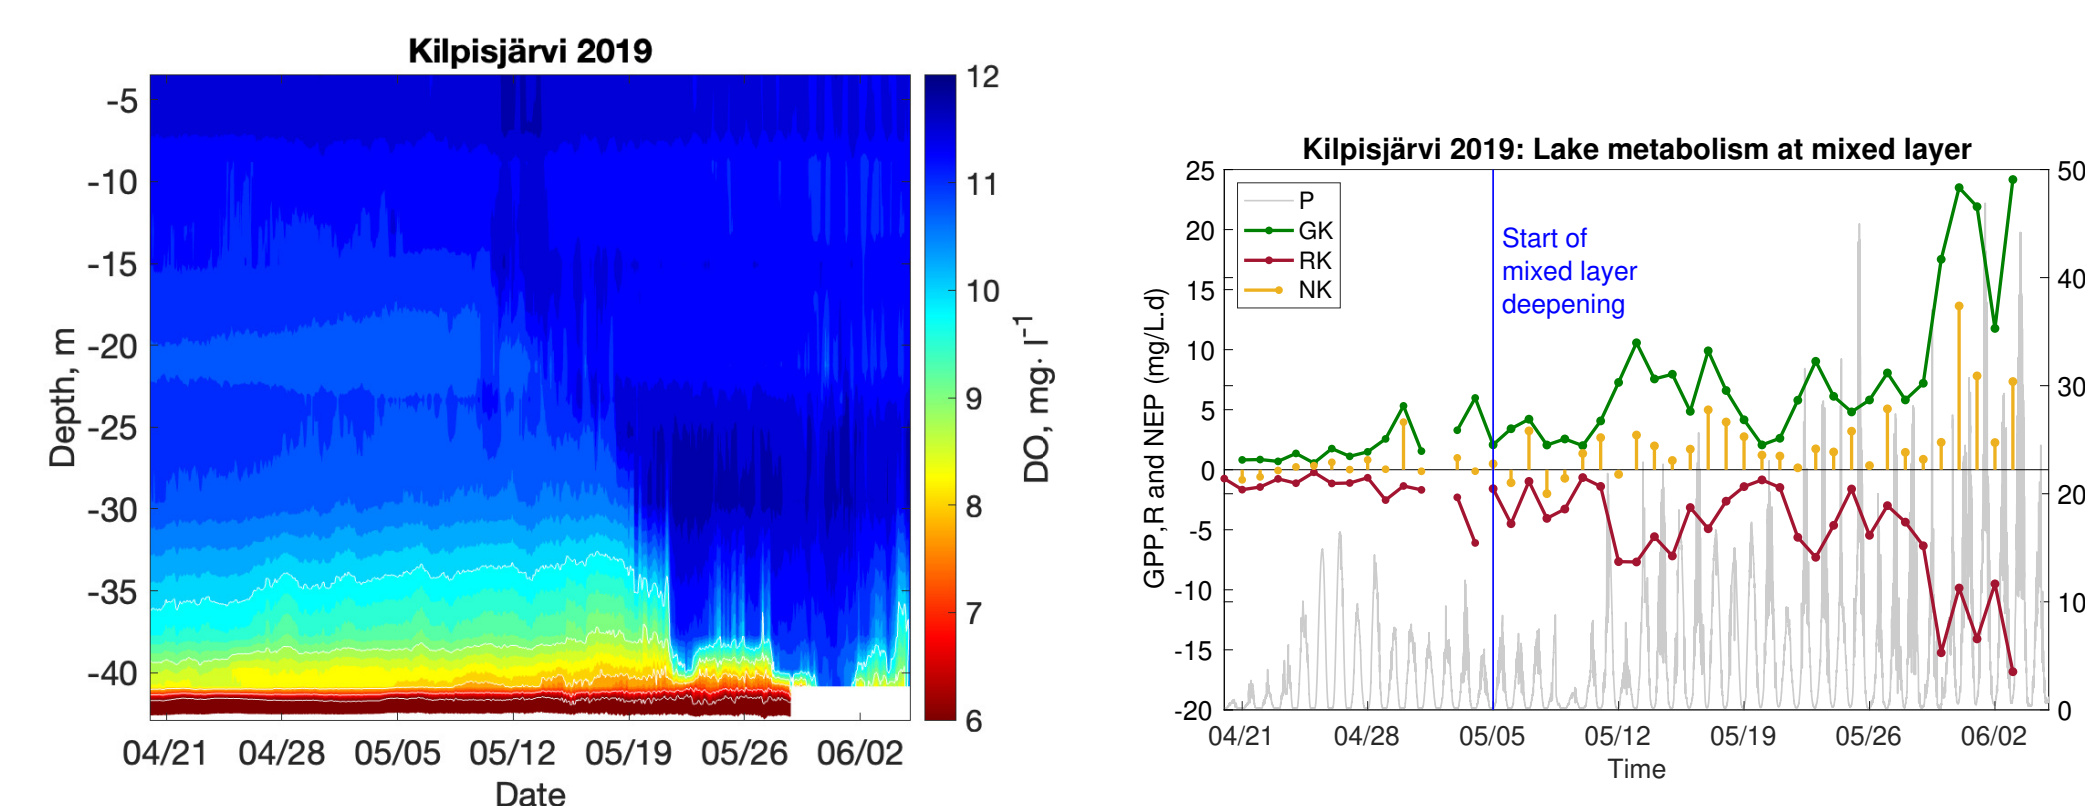 Kilpisjärvi 2019
-5
-10
-15
-20
-25
-30
-35
-40
Depth, m
04/21 04/28 05/05 05/12 05/19 05/26 06/02
Date
12
11
10
9
8
7
6
DO, mg· l-1
Kilpisjärvi 2019: Lake metabolism at mixed layer
25
20
15
10
5
0
-5
-10
-15
-20
GPP,R and NEP (mg/L.d)
P
GK
RK
NK
Start of
mixed layer
deepening
50
40
30
20
10
0
04/21 04/28 05/05 05/12 05/19 05/26 06/02
Time